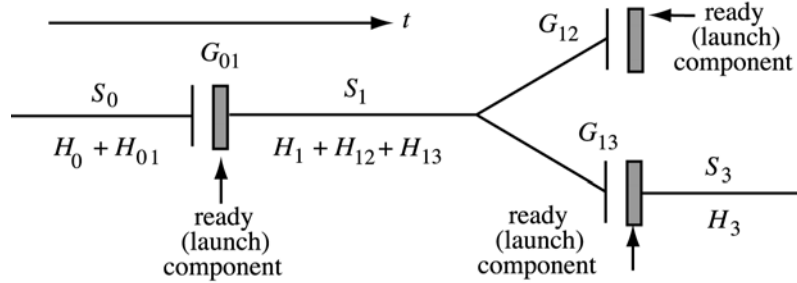 t
G₀₁
S₀
H₀ + H₀₁
ready
(launch)
component
S₁
H₁ + H₁₂ + H₁₃
G₁₂
ready
(launch)
component
G₁₃
ready
(launch)
component
S₃
H₃